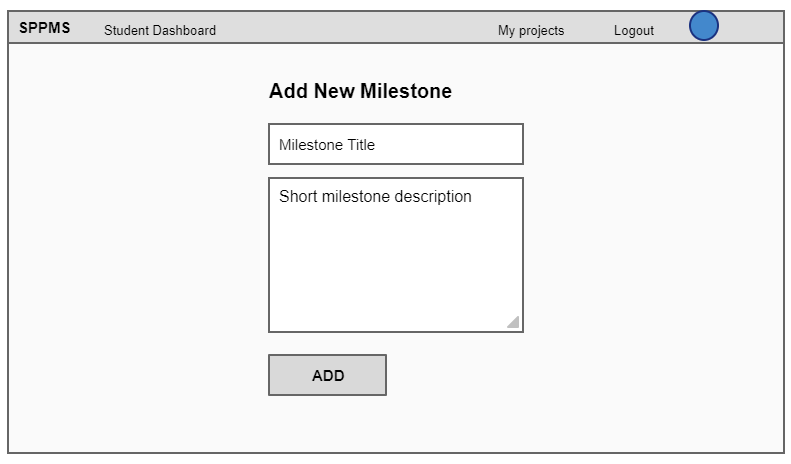 SPPMS Student Dashboard My projects Logout
Add New Milestone
Milestone Title
Short milestone description
ADD